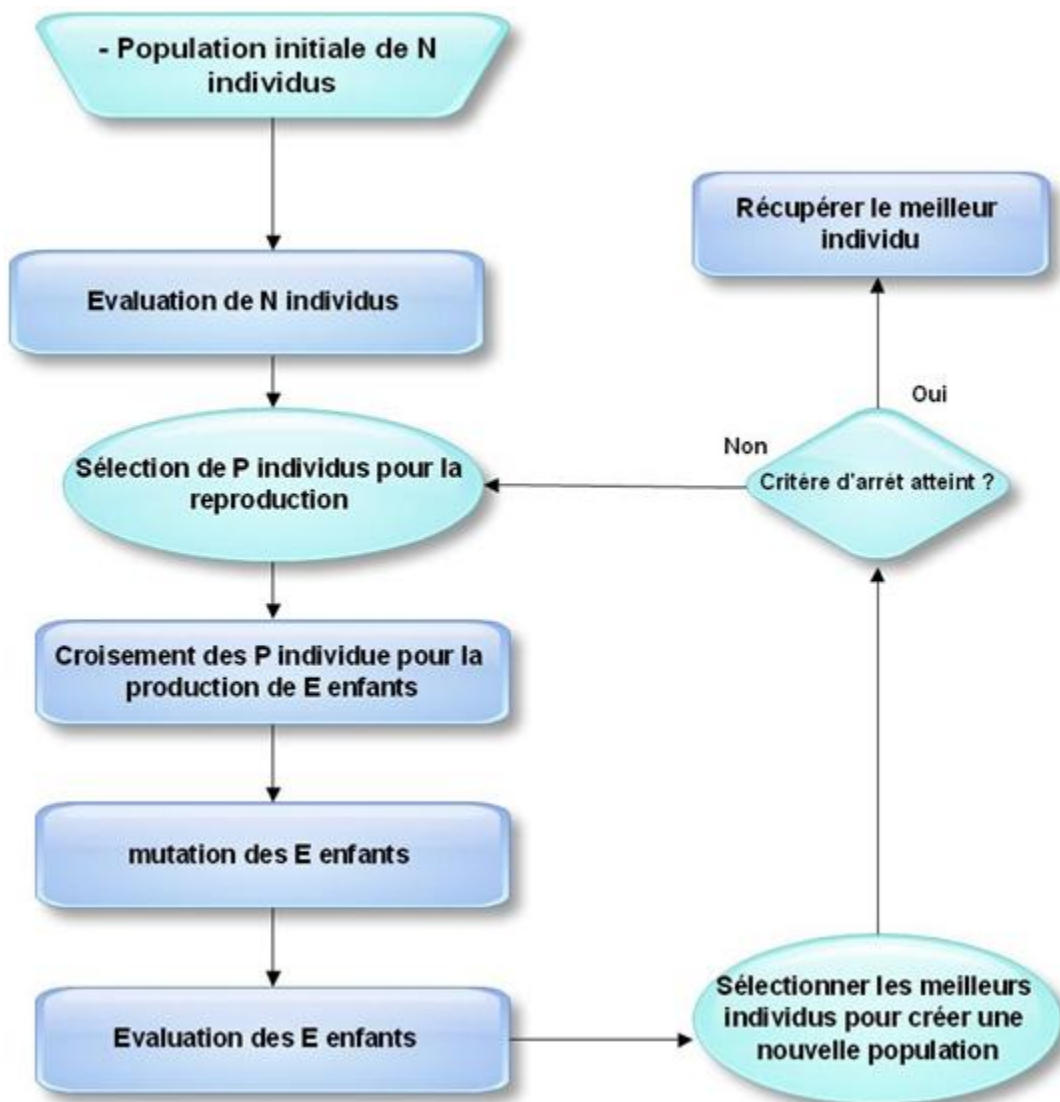 - Population initiale de N
individus
Evaluation de N individus
Sélection de P individus pour la
reproduction
Croisement des P individue pour la
production de E enfants
mutation des E enfants
Evaluation des E enfants
Sélectionner les meilleurs
individus pour créer une
nouvelle population
Critére d'arrét atteint ?
Non
Oui
Récupérer le meilleur
individu